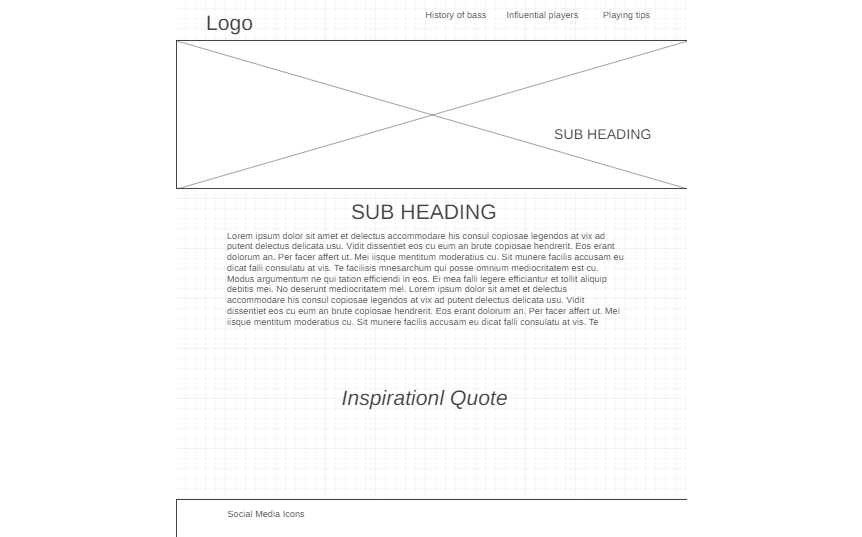 Logo
History of bass Influential players Playing tips
SUB HEADING
SUB HEADING
Lorem ipsum dolor sit amet et delectus accommodare his consul copiosae legendos at vix ad
putent delectus delicata usu. Vidit dissentiet eos cu eum an brute copiosae hendrerit. Eos erant
dolorum an. Per facer affert ut. Mei iisque mentitum moderatius cu. Sit munere facilis accusam eu
dicat falli consulatu at vis. Te facilisis mnesarchum qui posse omnium mediocritatem est cu.
Modus argumentum ne qui tation efficiendi in eos. Ei mea falli legere efficiantur et tollit aliquip
debitis mei. No deserunt mediocritatem mel. Lorem ipsum dolor sit amet et delectus
accommodare his consul copiosae legendos at vix ad putent delectus delicata usu. Vidit
dissentiet eos cu eum an brute copiosae hendrerit. Eos erant dolorum an. Per facer affert ut. Mei
iisque mentitum moderatius cu. Sit munere facilis accusam eu dicat falli consulatu at vis. Te
Inspirationl Quote
Social Media Icons